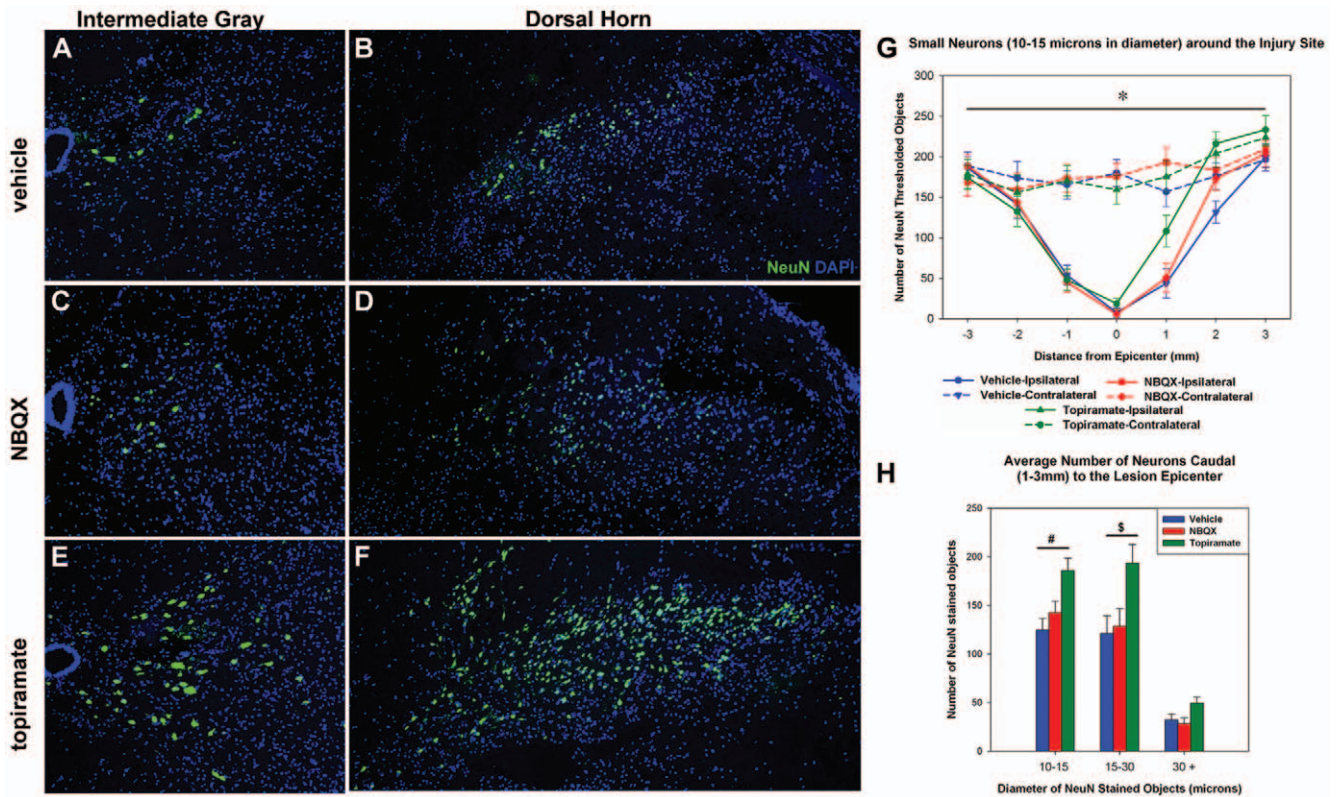 Intermediate Gray
Dorsal Horn
vehicle
NBQX
topiramate
A
B
NeuN DAPI
C
D
E
F
G
Small Neurons (10-15 microns in diameter) around the Injury Site
Number of NeuN Thresholded Objects
300
250
200
150
100
50
0
*
-3 -2 -1 0 1 2 3
Distance from Epicenter (mm)
Vehicle-Ipsilateral
NBQX-Ipsilateral
Vehicle-Contralateral
NBQX-Contralateral
Topiramate-Ipsilateral
Topiramate-Contralateral
H
Average Number of Neurons Caudal
(1-3mm) to the Lesion Epicenter
Number of NeuN stained objects
250
200
150
100
50
0
#
$
Vehicle
NBQX
Topiramate
10-15 15-30 30 +
Diameter of NeuN Stained Objects (microns)